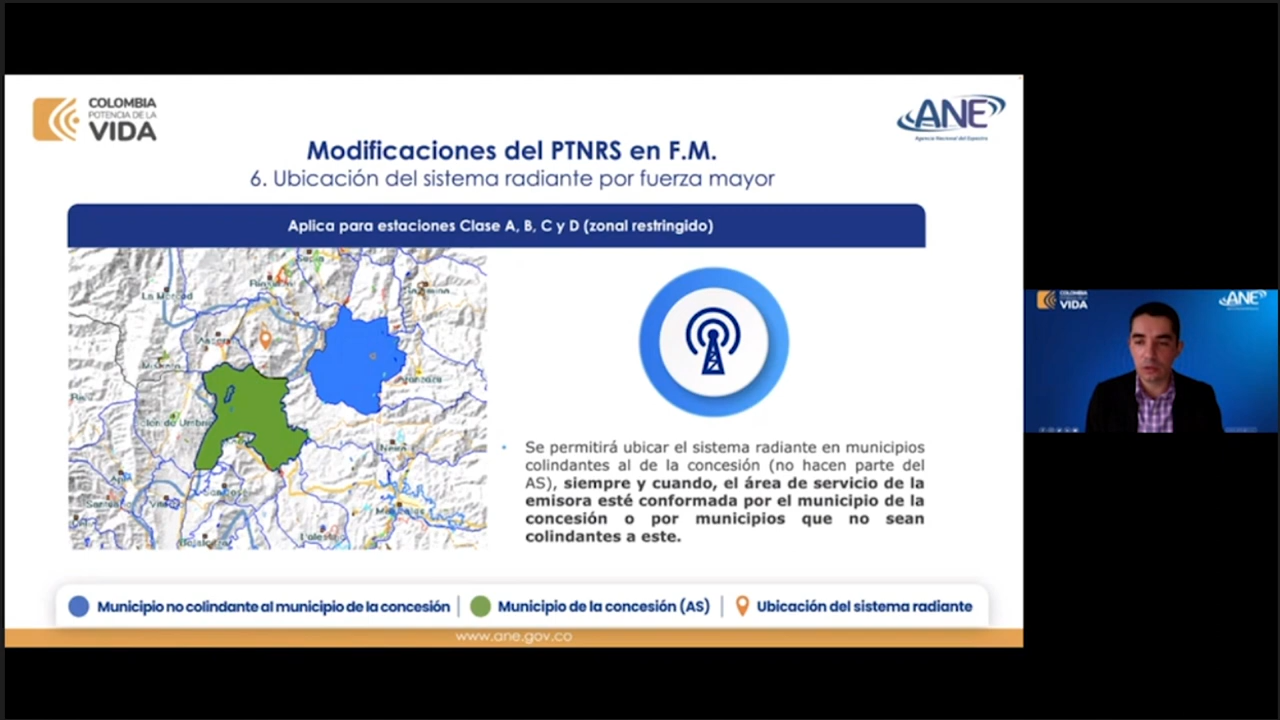 COLOMBIA
POTENCIA DE LA
VIDA
ANE
Agencia Nacional del Espectro
Modificaciones del PTNRS en F.M.
6. Ubicación del sistema radiante por fuerza mayor
Aplica para estaciones Clase A, B, C y D (zonal restringido)
La Merced
Aranzaza
Neira
• Se permitirá ubicar el sistema radiante en municipios
colindantes al de la concesión (no hacen parte del
AS), siempre y cuando, el área de servicio de la
emisora esté conformada por el municipio de la
concesión o por municipios que no sean
colindantes a este.
Municipio no colindante al municipio de la concesión | Municipio de la concesión (AS) | Ubicación del sistema radiante
www.ane.gov.co
COLOMBIA
VIDA
ANE